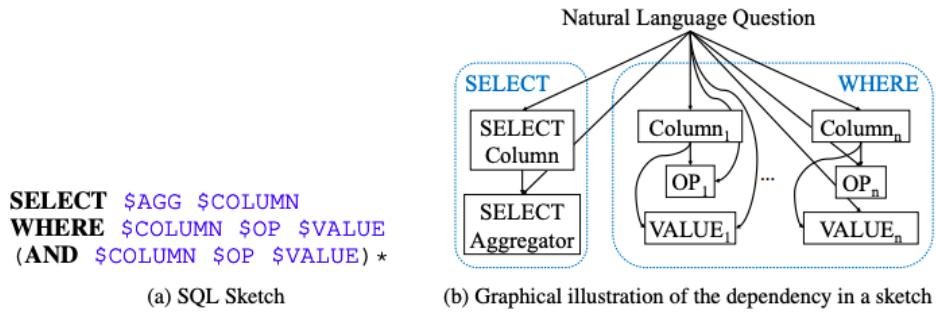 Natural Language Question
SELECT
WHERE
SELECT
Column
Column1
Columnn
OP1
...
OPn
SELECT
Aggregator
VALUE1
VALUEn
SELECT $AGG $COLUMN
WHERE $COLUMN $OP $VALUE
(AND $COLUMN $OP $VALUE)*
(a) SQL Sketch
(b) Graphical illustration of the dependency in a sketch